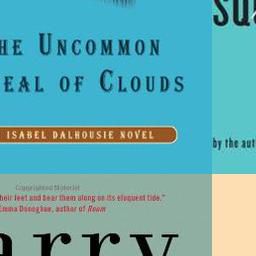 HE UNCOMMON
EAL OF CLOUDS
ISABEL DALHOUSIE NOVEL
squ
by the aut
Copyrighted Material
heir feet and bear them along on its eloquent tide."
Emma Donoghue, author of Room
arry